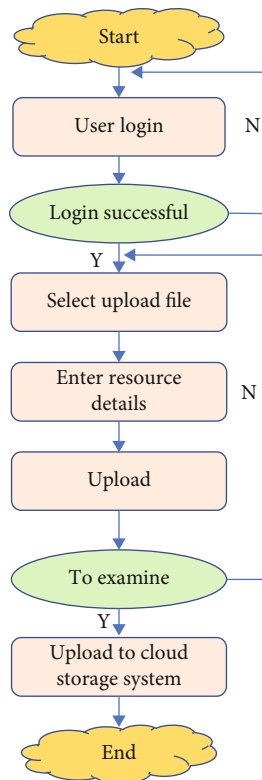 Start
User login
N
Login successful
Y
Select upload file
Enter resource
details
N
Upload
To examine
Y
Upload to cloud
storage system
End